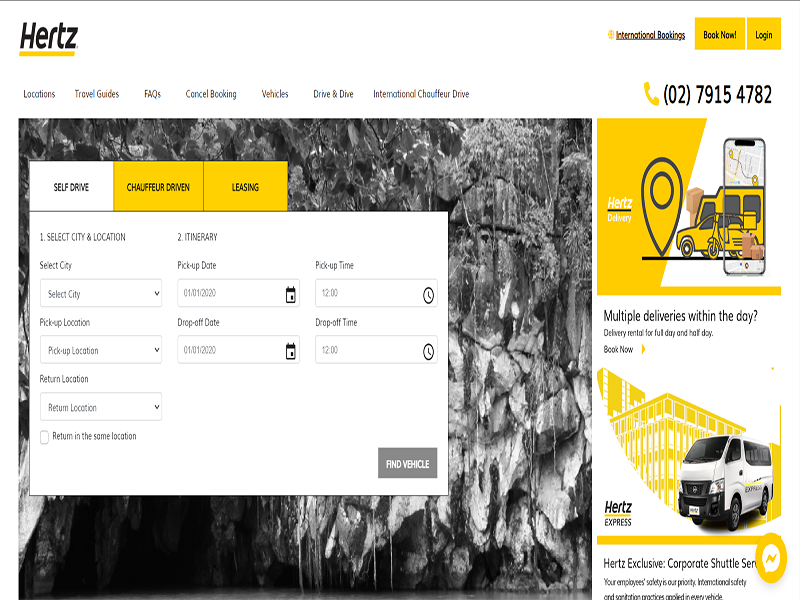 Hertz
International Bookings
Book Now!
Login
Locations
Travel Guides
FAQs
Cancel Booking
Vehicles
Drive & Dive
International Chauffeur Drive
(02) 7915 4782
SELF DRIVE
CHAUFFEUR DRIVEN
LEASING
1. SELECT CITY & LOCATION
2. ITINERARY
Select City
Pick-up Date
Pick-up Time
Select City
01/01/2020
12:00
Pick-up Location
Drop-off Date
Drop-off Time
Pick-up Location
01/01/2020
12:00
Return Location
Return Location
Return in the same location
FIND VEHICLE
Hertz
Delivery
Multiple deliveries within the day?
Delivery rental for full day and half day.
Book Now
Hertz
EXPRESS
EXPRESS
Hertz
Hertz Exclusive: Corporate Shuttle Ser
Your employees' safety is our priority. International safety
and sanitation practices applied in every vehicle.